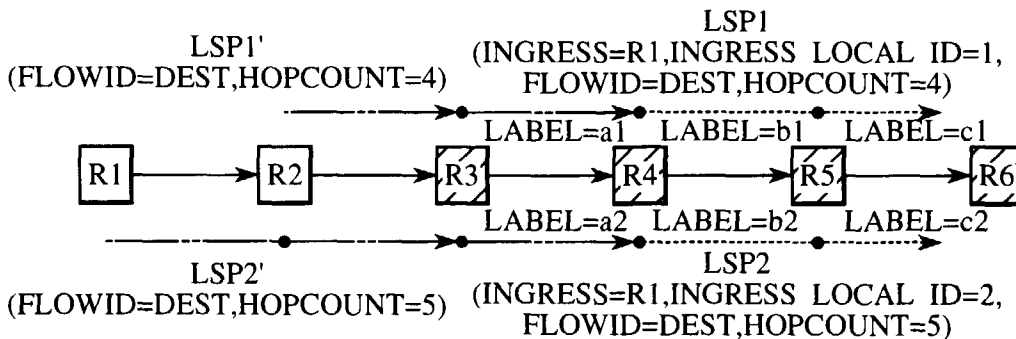 LSP1'
(FLOWID=DEST,HOPCOUNT=4)
LSP1
(INGRESS=R1,INGRESS LOCAL ID=1,
FLOWID=DEST,HOPCOUNT=4)
LABEL=a1 LABEL=b1 LABEL=c1
R1 R2 R3 R4 R5 R6
LABEL=a2 LABEL=b2 LABEL=c2
LSP2'
(FLOWID=DEST,HOPCOUNT=5)
LSP2
(INGRESS=R1,INGRESS LOCAL ID=2,
FLOWID=DEST,HOPCOUNT=5)